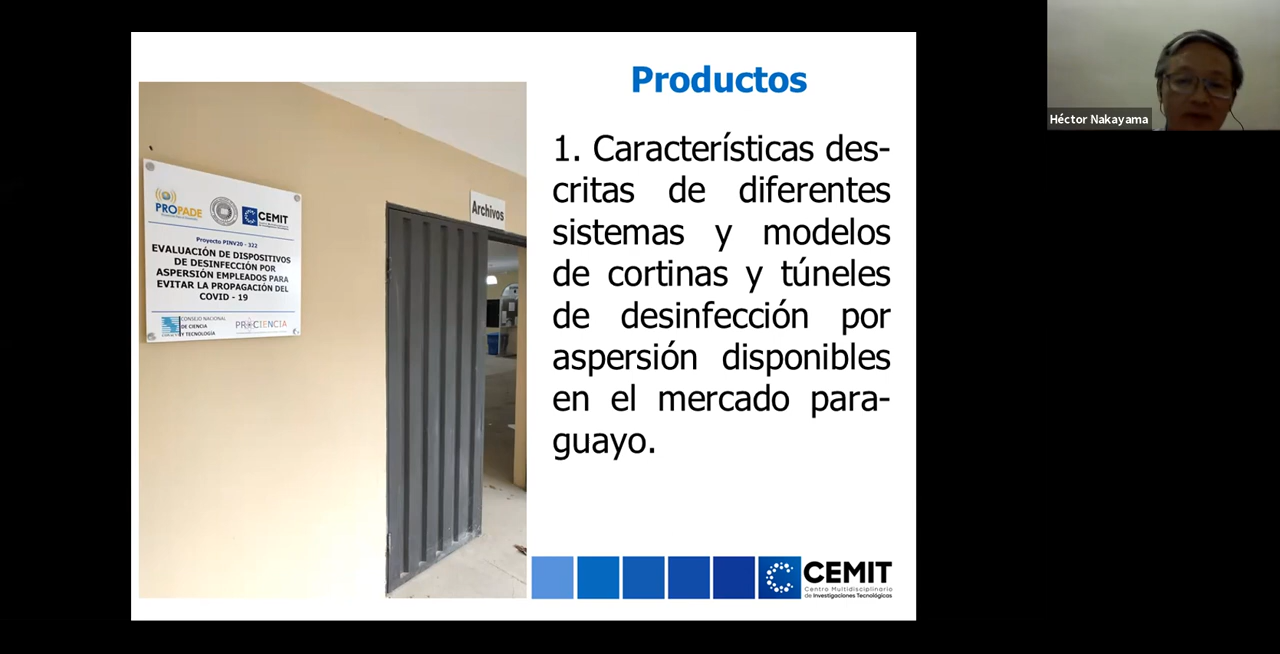 Productos
1. Características des-
critas de diferentes
sistemas y modelos
de cortinas y túneles
de desinfección por
aspersión disponibles
en el mercado para-
guayo.
Archivos
PROPADE
CEMIT
Proyecto PINV20 - 322
EVALUACIÓN DE DISPOSITIVOS
DE DESINFECCIÓN POR
ASPERSIÓN EMPLEADOS PARA
EVITAR LA PROPAGACIÓN DEL
COVID - 19
CONSEJO NACIONAL
DE CIENCIA
Y TECNOLOGÍA
PROCIENCIA
CEMIT
Centro Multidisciplinario
de Investigaciones Tecnológicas
Héctor Nakayama